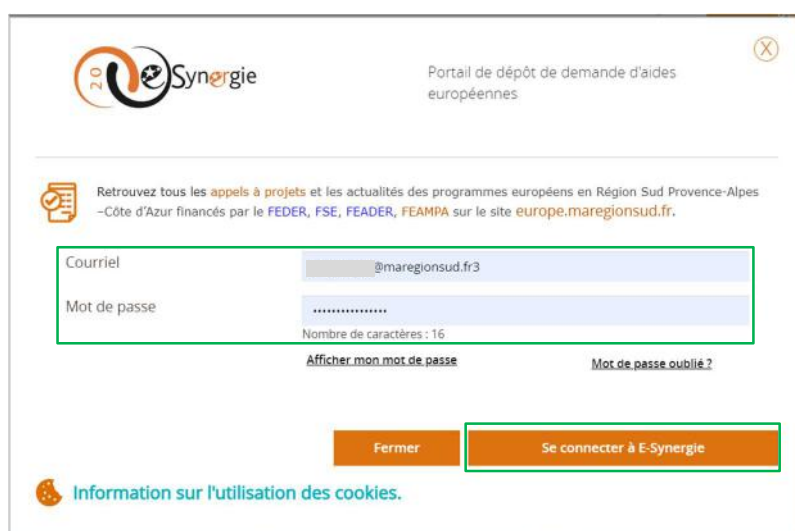 2.0 eSynergie
Portail de dépôt de demande d'aides
européennes
X
Retrouvez tous les appels à projets et les actualités des programmes européens en Région Sud Provence-Alpes
–Côte d'Azur financés par le FEDER, FSE, FEADER, FEAMPA sur le site europe.maregionsud.fr.
Courriel
@maregionsud.fr3
Mot de passe
••••••••••••••••
Nombre de caractères : 16
Afficher mon mot de passe
Mot de passe oublié ?
Fermer
Se connecter à E-Synergie
Information sur l'utilisation des cookies.